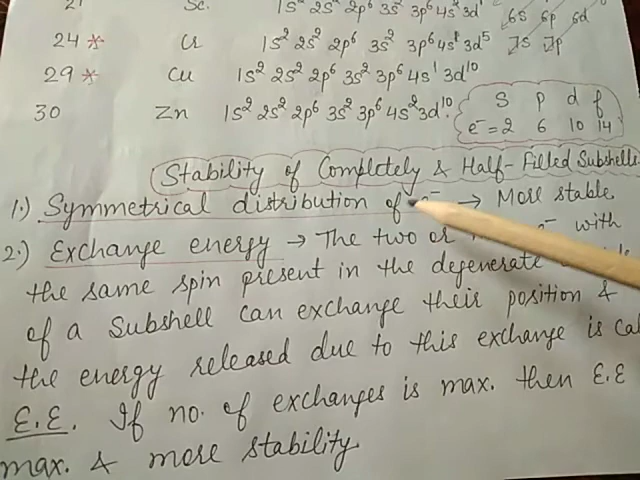 21 Sc. 1s² 2s² 2p⁶ 3s² 3p⁶ 4s² 3d¹
6s 6p 6d
24 * Cr 1s² 2s² 2p⁶ 3s² 3p⁶ 4s¹ 3d⁵
7s 7p
29 * Cu 1s² 2s² 2p⁶ 3s² 3p⁶ 4s¹ 3d¹⁰
30 Zn 1s² 2s² 2p⁶ 3s² 3p⁶ 4s² 3d¹⁰.
S p d f
e⁻ = 2 6 10 14
Stability of Completely & Half-Filled Subshells
1.) Symmetrical distribution of e⁻ → More stable
2.) Exchange energy → The two or e⁻ with
the same spin present in the degenerate
of a Subshell can exchange their position &
the energy released due to this exchange is
E.E. If no. of exchanges is max. then E.E
max. & more stability.